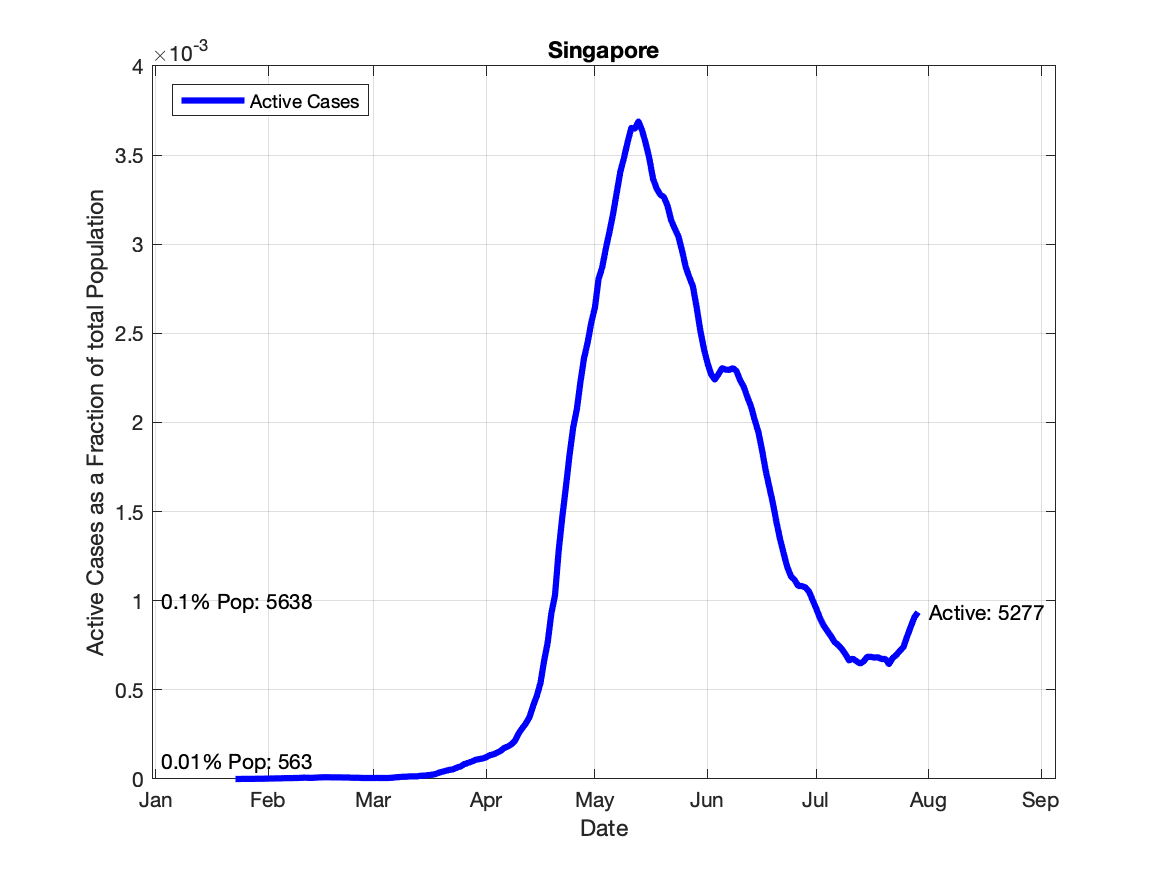 Singapore
×10-3
4
3.5
3
2.5
2
1.5
1
0.5
0
Active Cases as a Fraction of total Population
Active Cases
0.1% Pop: 5638
0.01% Pop: 563
Active: 5277
Jan Feb Mar Apr May Jun Jul Aug Sep
Date